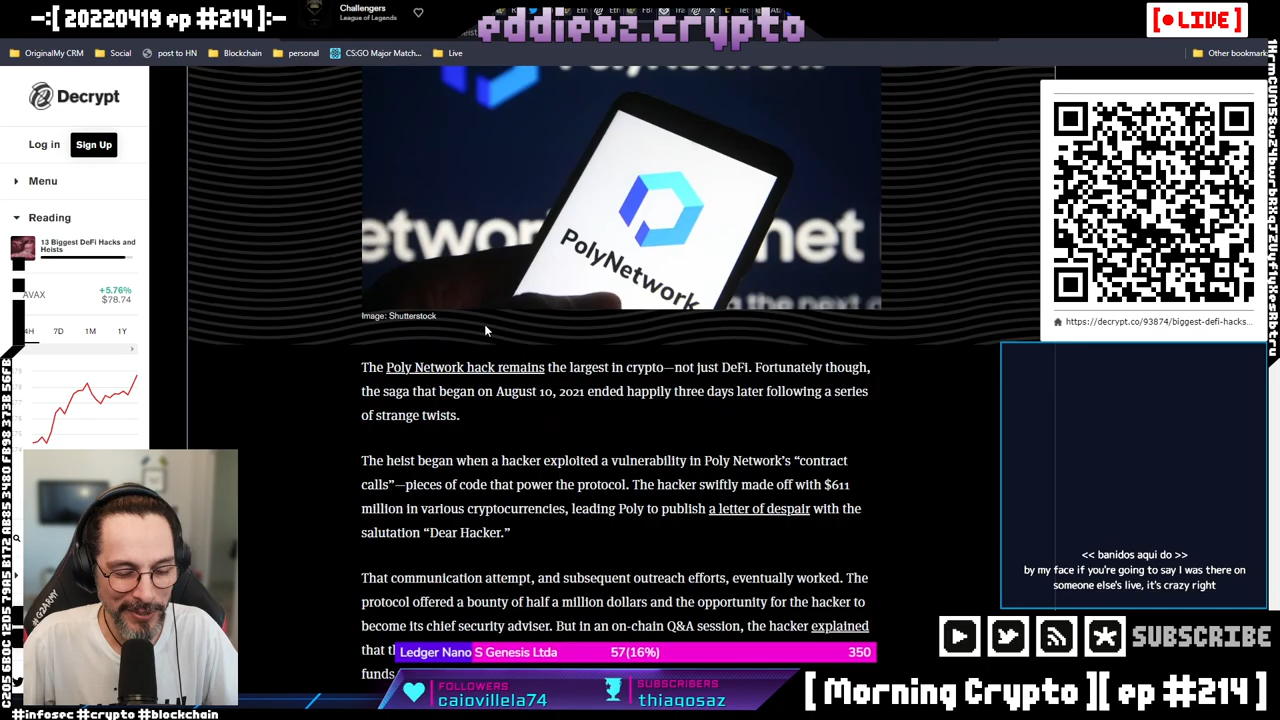 -:[ 20220419 ep #214 ]:-
Challengers
League of Legends
eddieoz.crypto
[●LIVE]
OriginalMy CRM
Social
post to HN
Blotcchain
personal
CS:GO Major Match...
Live
Other bookmark
Decrypt
Log in
Sign Up
Menu
Reading
13 Biggest DeFi Hacks and
Heists
AVAX
+5.76%
$78.74
4H
7D
1M
1Y
PolyNetwork
Image: Shutterstock
https://decrypt.co/93874/biggest-defi-hacks...
The Poly Network hack remains the largest in crypto—not just DeFi. Fortunately though,
the saga that began on August 10, 2021 ended happily three days later following a series
of strange twists.
The heist began when a hacker exploited a vulnerability in Poly Network’s “contract
calls”—pieces of code that power the protocol. The hacker swiftly made off with $611
million in various cryptocurrencies, leading Poly to publish a letter of despair with the
salutation “Dear Hacker.”
That communication attempt, and subsequent outreach efforts, eventually worked. The
protocol offered a bounty of half a million dollars and the opportunity for the hacker to
become its chief security adviser. But in an on-chain Q&A session, the hacker explained
that
funds
<< banidos aqui do >>
by my face if you're going to say I was there on
someone else's live, it's crazy right
Ledger Nano S Genesis Ltda
57(16%)
350
FOLLOWERS
caiovillela74
SUBSCRIBERS
thiagosaz
SUBSCRIBE
[ Morning Crypto ][ ep #214 ]
#infosec #crypto #blockchain